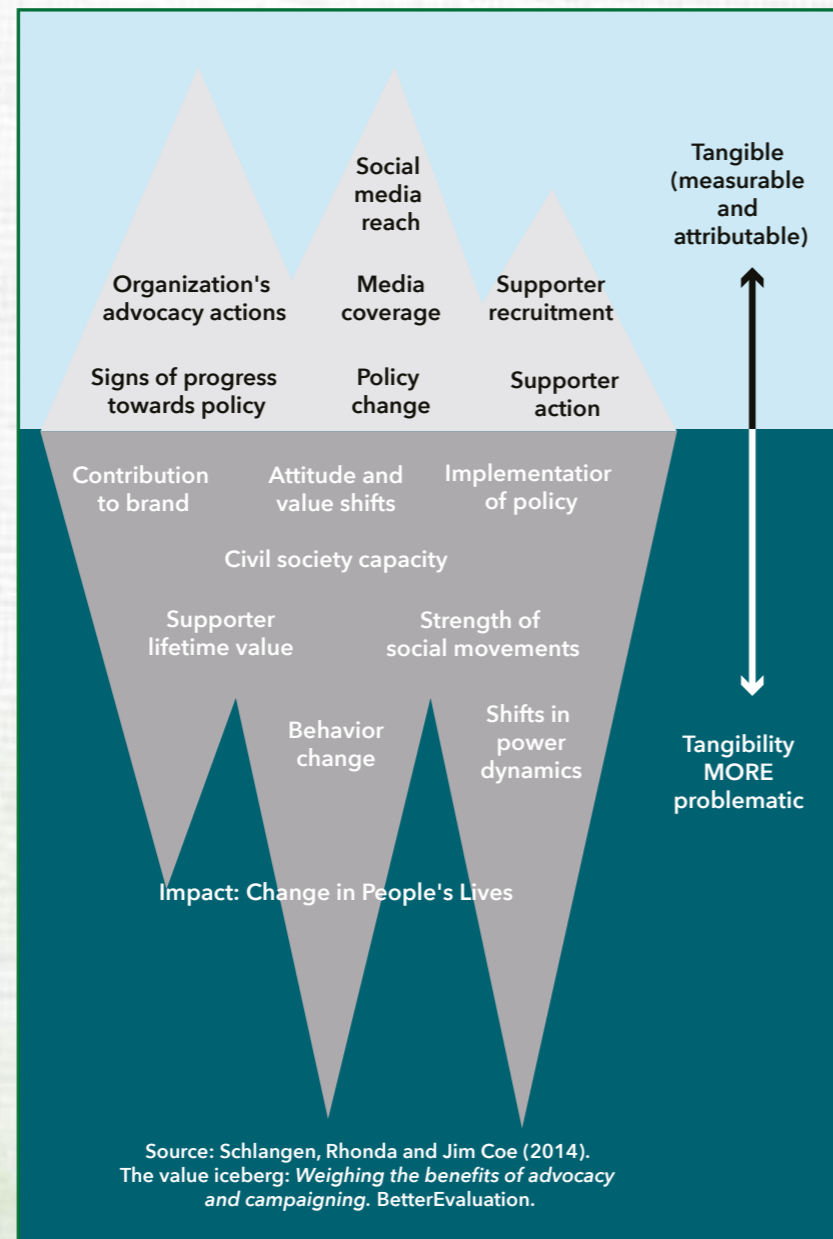 Social
media
reach
Tangible
(measurable
and
attributable)
Organization's
advocacy actions
Media
coverage
Supporter
recruitment
Signs of progress
towards policy
Policy
change
Supporter
action
Contribution
to brand
Attitude and
value shifts
Implementatior
of policy
Civil society capacity
Supporter
lifetime value
Strength of
social movements
Behavior
change
Shifts in
power
dynamics
Tangibility
MORE
problematic
Impact: Change in People's Lives
Source: Schlangen, Rhonda and Jim Coe (2014).
The value iceberg: Weighing the benefits of advocacy
and campaigning. BetterEvaluation.